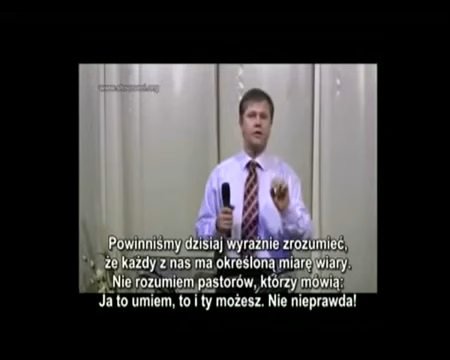 Powinniśmy dzisiaj wyraźnie zrozumieć,
że każdy z nas ma określoną miarę wiary.
Nie rozumiem pastorów, którzy mówią:
Ja to umiem, to i ty możesz. Nie nieprawda!